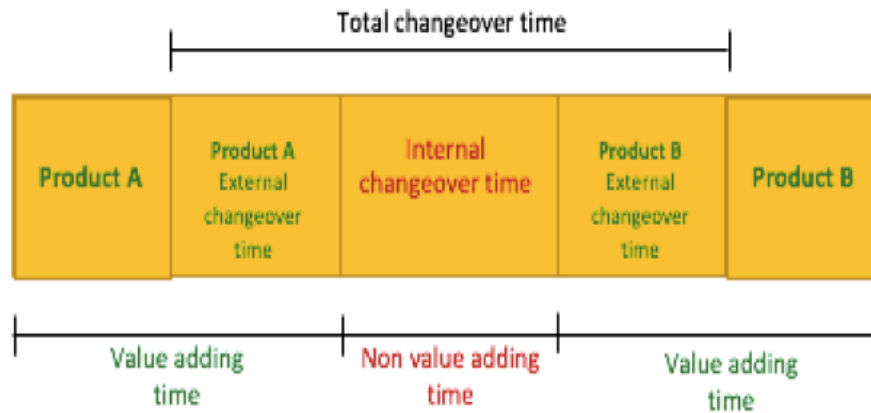 Total changeover time
Product A
Product A
External
changeover
time
Internal
changeover time
Product B
External
changeover
time
Product B
Value adding
time
Non value adding
time
Value adding
time